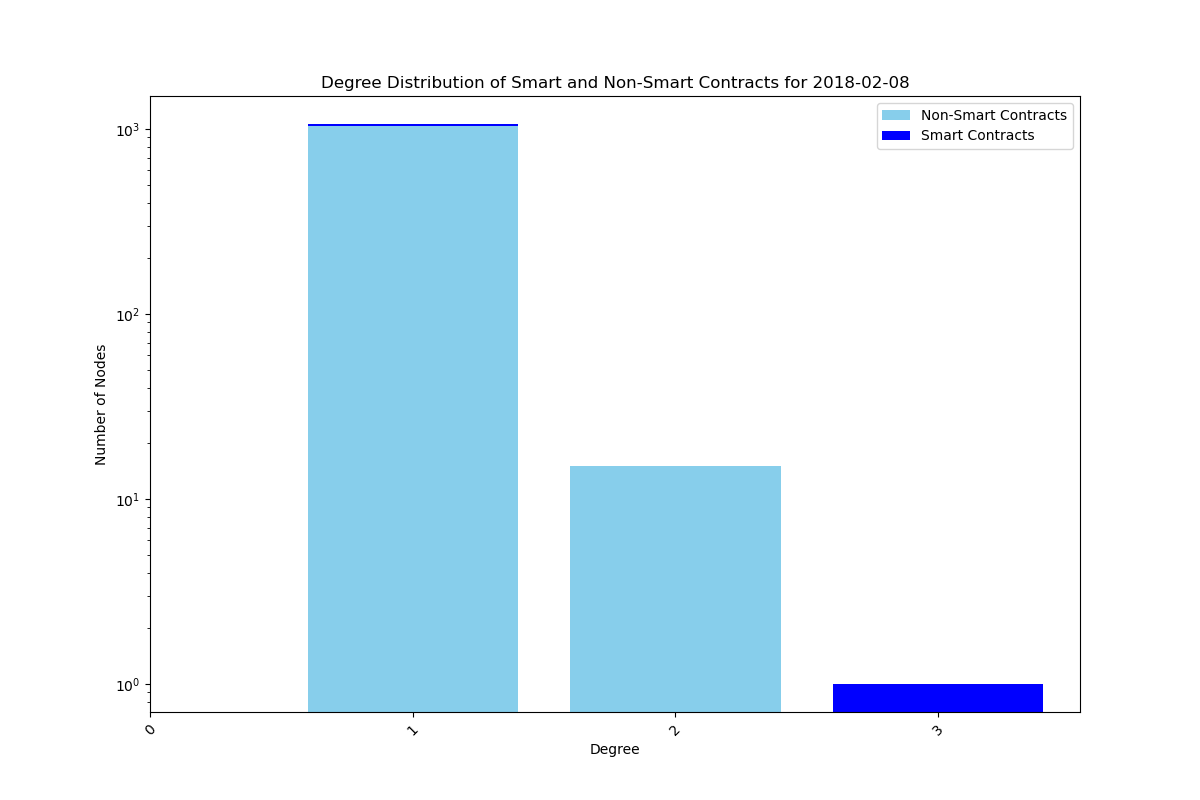 Degree Distribution of Smart and Non-Smart Contracts for 2018-02-08
Non-Smart Contracts
Smart Contracts
10³
10²
10¹
10⁰
Number of Nodes
0 1 2 3
Degree